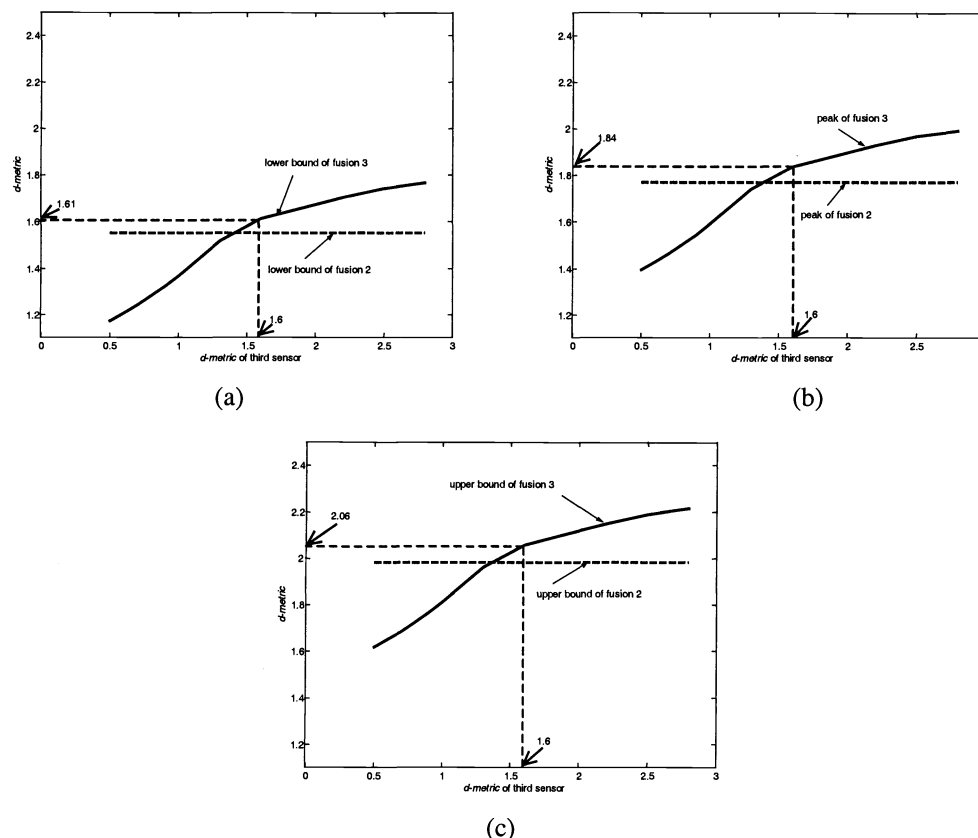 2.4
2.2
2
1.8
1.6
1.4
1.2
d-metric
1.61
lower bound of fusion 3
lower bound of fusion 2
1.6
0 0.5 1 1.5 2 2.5 3
d-metric of third sensor
(a)
2.4
2.2
2
1.8
1.6
1.4
1.2
d-metric
1.84
peak of fusion 3
peak of fusion 2
1.6
0 0.5 1 1.5 2 2.5
d-metric of third sensor
(b)
2.4
2.2
2
1.8
1.6
1.4
1.2
d-metric
2.06
upper bound of fusion 3
upper bound of fusion 2
1.6
0 0.5 1 1.5 2 2.5 3
d-metric of third sensor
(c)